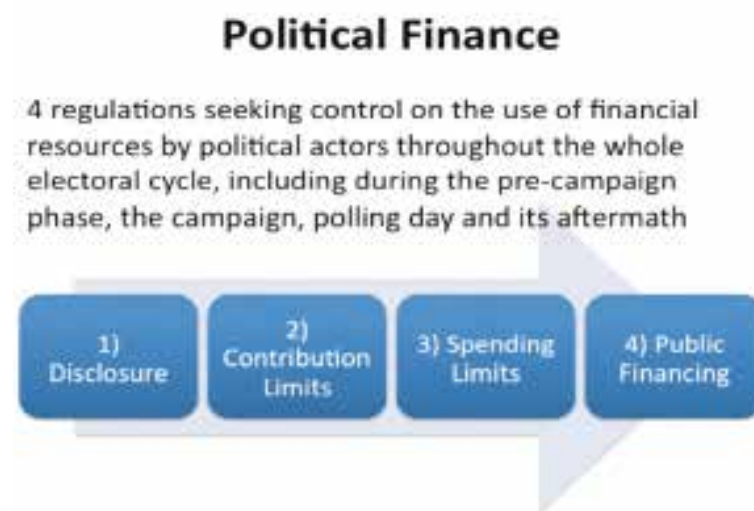 Political Finance
4 regulations seeking control on the use of financial
resources by political actors throughout the whole
electoral cycle, including during the pre-campaign
phase, the campaign, polling day and its aftermath
1)
Disclosure
2)
Contribution
Limits
3) Spending
Limits
4) Public
Financing